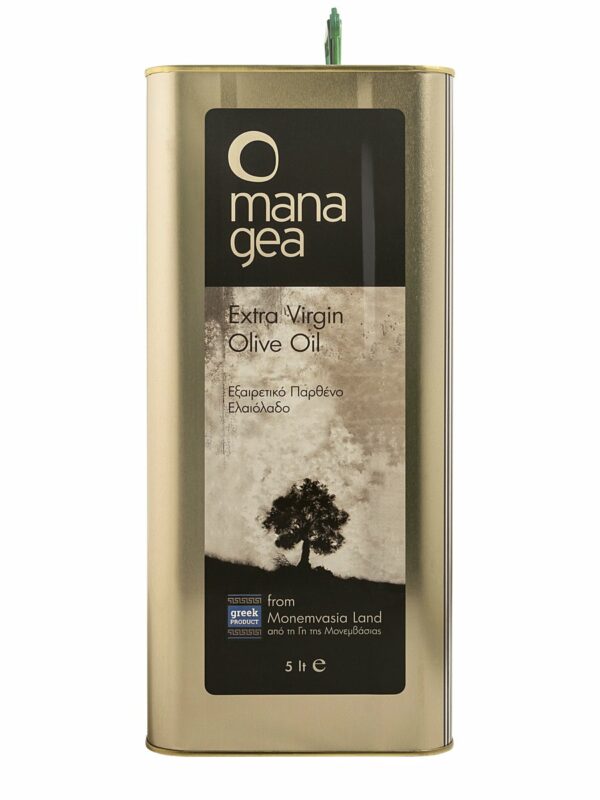 mana
gea
Extra Virgin
Olive Oil
Εξαιρετικό Παρθένο
Ελαιόλαδο
greek
PRODUCT
from
Monemvasia Land
από τη Γη της Μονεμβάσιας
5 lt e